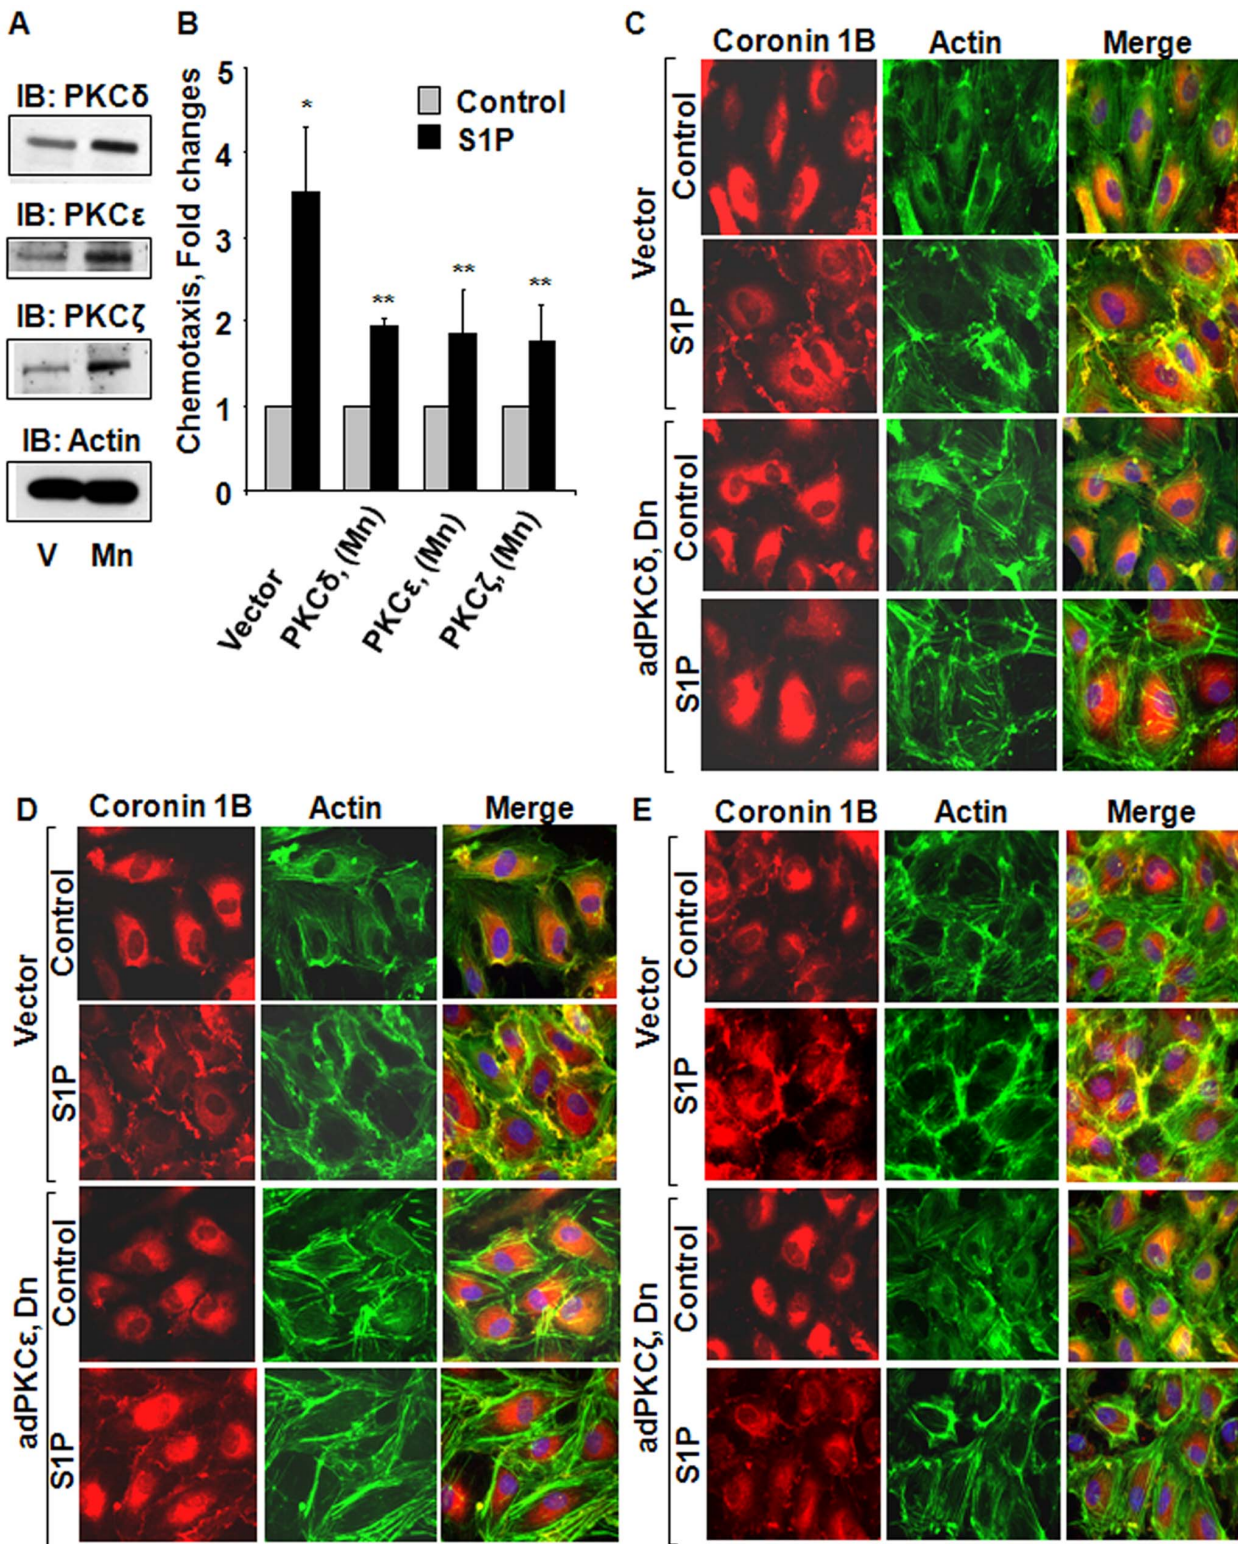 A
IB: PKCδ
IB: PKCε
IB: PKCζ
IB: Actin
V Mn
B
Chemotaxis, Fold changes
5
4
3
2
1
0
*
**
**
**
Control
S1P
Vector
PKCδ, (Mn)
PKCε, (Mn)
PKCζ, (Mn)
C
Coronin 1B Actin Merge
Vector
Control
S1P
adPKCδ, Dn
Control
S1P
D
Coronin 1B Actin Merge
Vector
Control
S1P
adPKCε, Dn
Control
S1P
E
Coronin 1B Actin Merge
Vector
Control
S1P
adPKCζ, Dn
Control
S1P